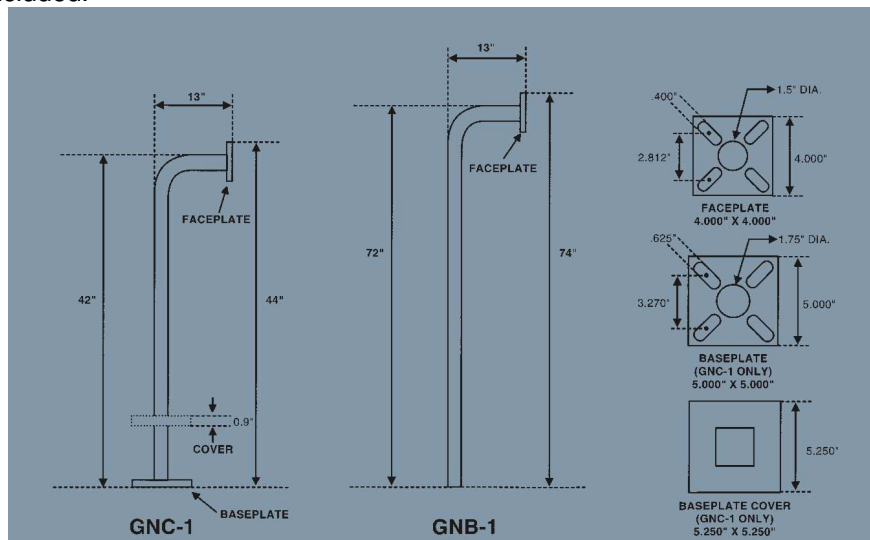 13"
42"
44"
FACEPLATE
0.9"
COVER
BASEPLATE
GNC-1
13"
72"
74"
FACEPLATE
GNB-1
.400"
1.5" DIA.
2.812"
4.000"
FACEPLATE
4.000" X 4.000"
.625"
1.75" DIA.
3.270"
5.000"
BASEPLATE
(GNC-1 ONLY)
5.000" X 5.000"
5.250"
BASEPLATE COVER
(GNC-1 ONLY)
5.250" X 5.250"